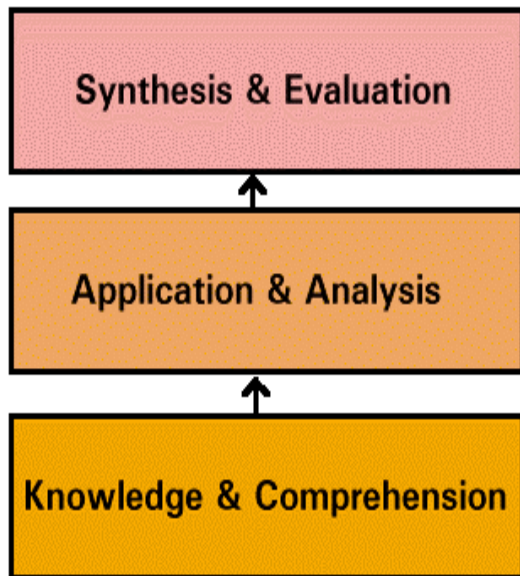 Synthesis & Evaluation
Application & Analysis
Knowledge & Comprehension